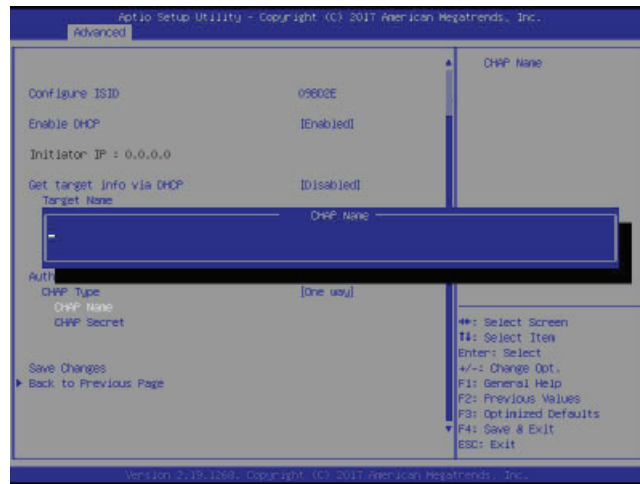 Aptio Setup Utility - Copyright (C) 2017 American Megatrends, Inc.
Advanced
CHAP Name
Configure ISID 09BD2E
Enable DHCP [Enabled]
Initiator IP : 0.0.0.0
Get target info via DHCP [Disabled]
Target Name
CHAP Name
Auth
CHAP Type [One way]
CHAP Name
CHAP Secret
Save Changes
Back to Previous Page
: Select Screen
: Select Item
Enter: Select
+/-: Change Opt.
F1: General Help
F2: Previous Values
F3: Optimized Defaults
F4: Save & Exit
ESC: Exit
Version 2.19.1268. Copyright (C) 2017 American Megatrends, Inc.